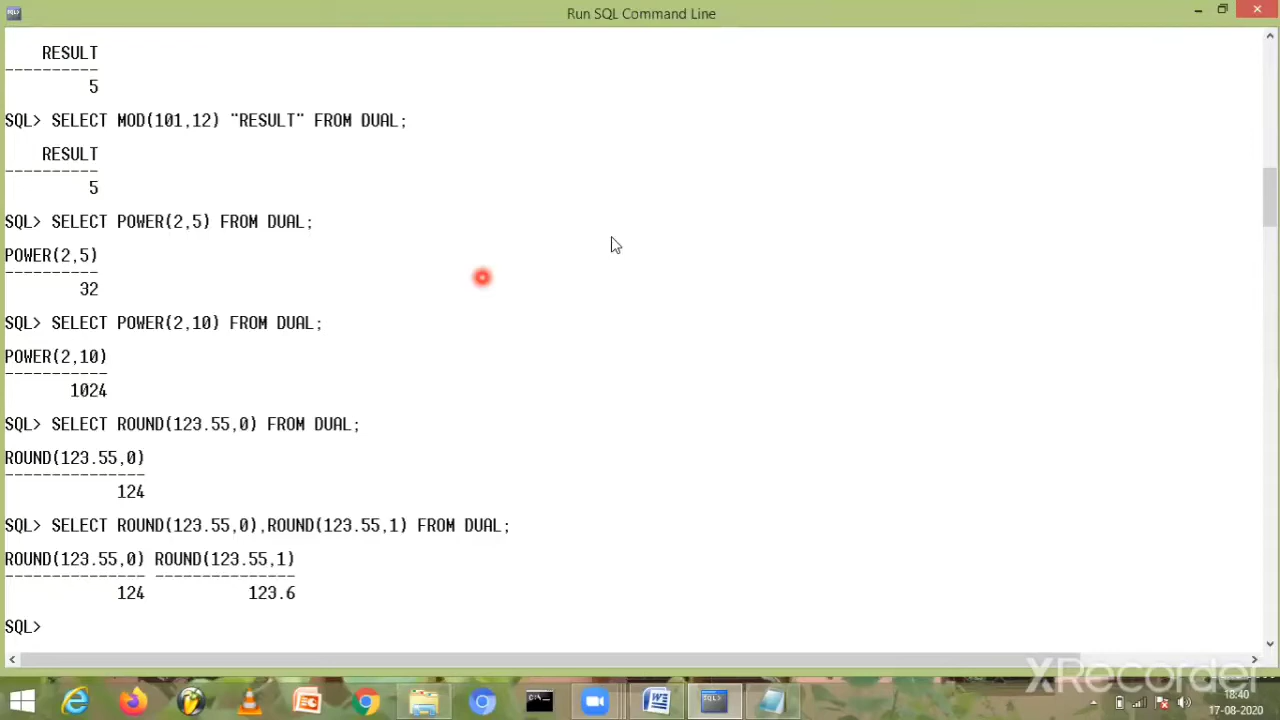 Run SQL Command Line
RESULT
----------
5
SQL> SELECT MOD(101,12) "RESULT" FROM DUAL;
RESULT
----------
5
SQL> SELECT POWER(2,5) FROM DUAL;
POWER(2,5)
----------
32
SQL> SELECT POWER(2,10) FROM DUAL;
POWER(2,10)
-----------
1024
SQL> SELECT ROUND(123.55,0) FROM DUAL;
ROUND(123.55,0)
---------------
124
SQL> SELECT ROUND(123.55,0),ROUND(123.55,1) FROM DUAL;
ROUND(123.55,0) ROUND(123.55,1)
--------------- ---------------
124 123.6
SQL>
XRecorder
18:40
17-08-2020